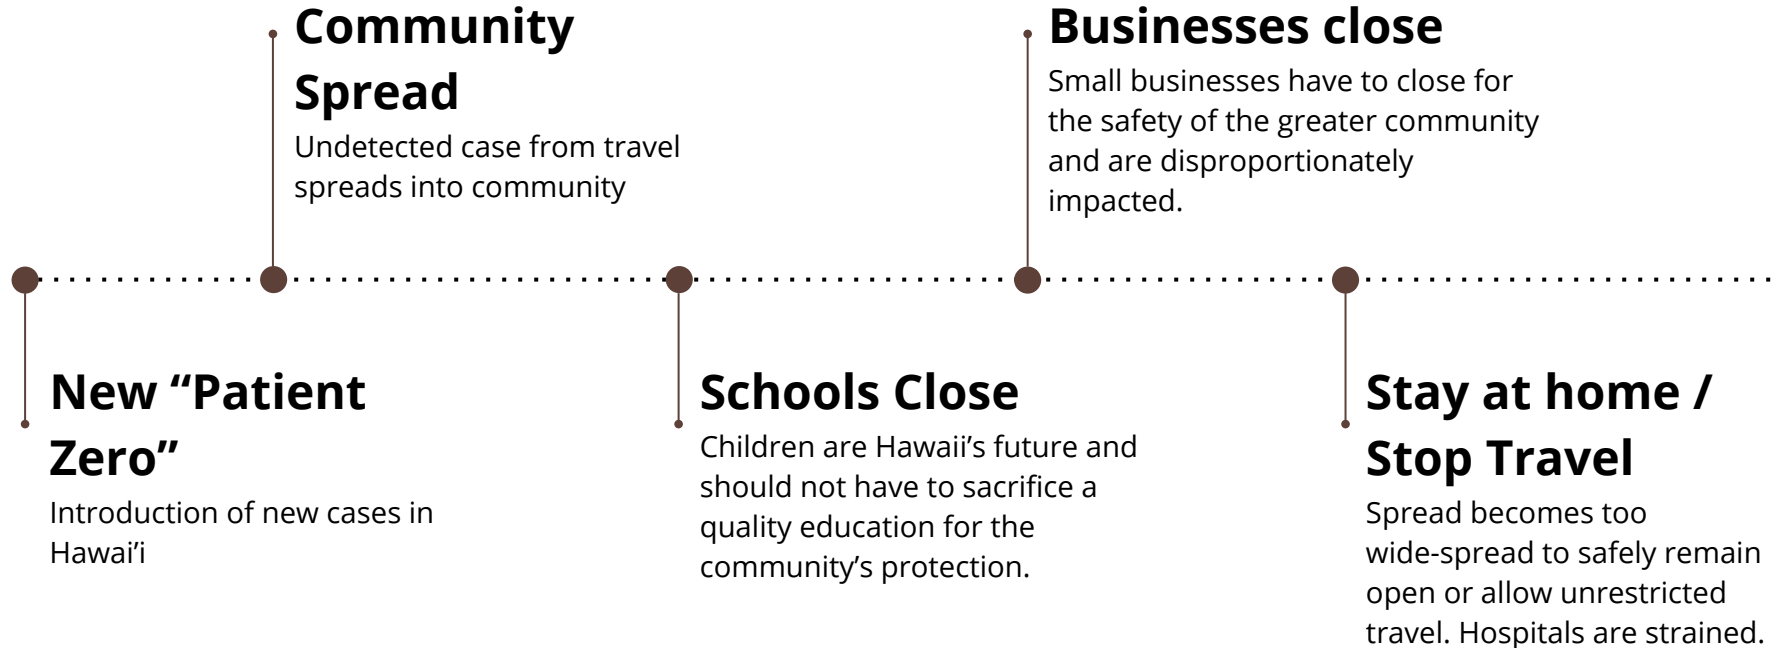 Community
Spread
Undetected case from travel
spreads into community
Businesses close
Small businesses have to close for
the safety of the greater community
and are disproportionately
impacted.
New “Patient
Zero”
Introduction of new cases in
Hawai’i
Schools Close
Children are Hawaii’s future and
should not have to sacrifice a
quality education for the
community’s protection.
Stay at home /
Stop Travel
Spread becomes too
wide-spread to safely remain
open or allow unrestricted
travel. Hospitals are strained.